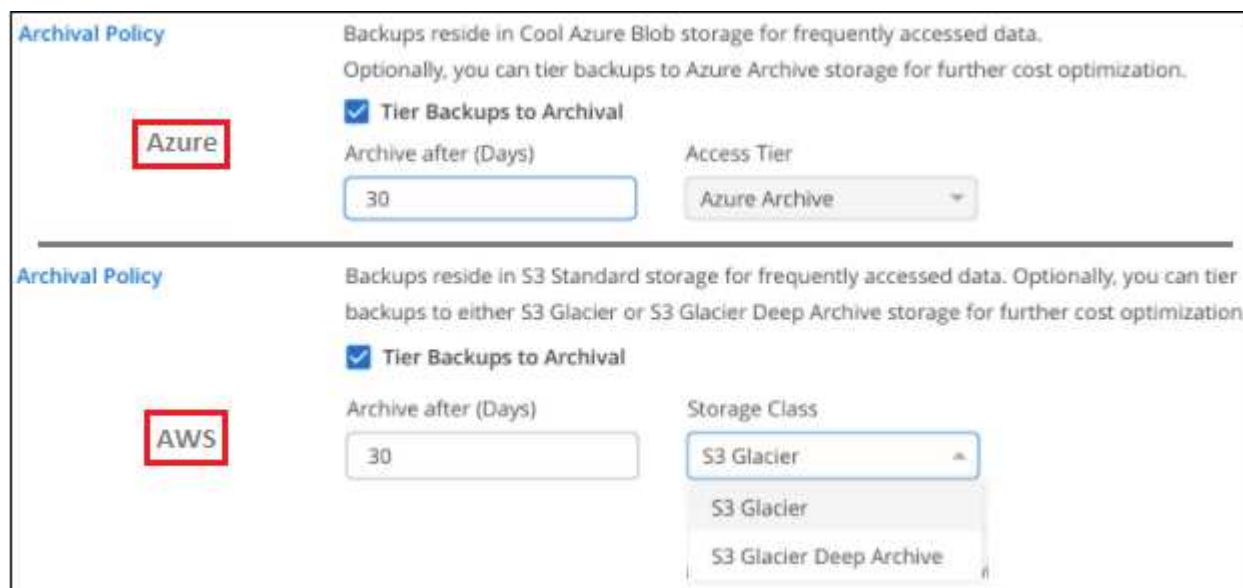 Archival Policy
Backups reside in Cool Azure Blob storage for frequently accessed data.
Optionally, you can tier backups to Azure Archive storage for further cost optimization.
Tier Backups to Archival
Azure
Archive after (Days) Access Tier
30 Azure Archive
Archival Policy
Backups reside in S3 Standard storage for frequently accessed data. Optionally, you can tier
backups to either S3 Glacier or S3 Glacier Deep Archive storage for further cost optimization
Tier Backups to Archival
Archive after (Days) Storage Class
AWS
30 S3 Glacier
S3 Glacier
S3 Glacier Deep Archive